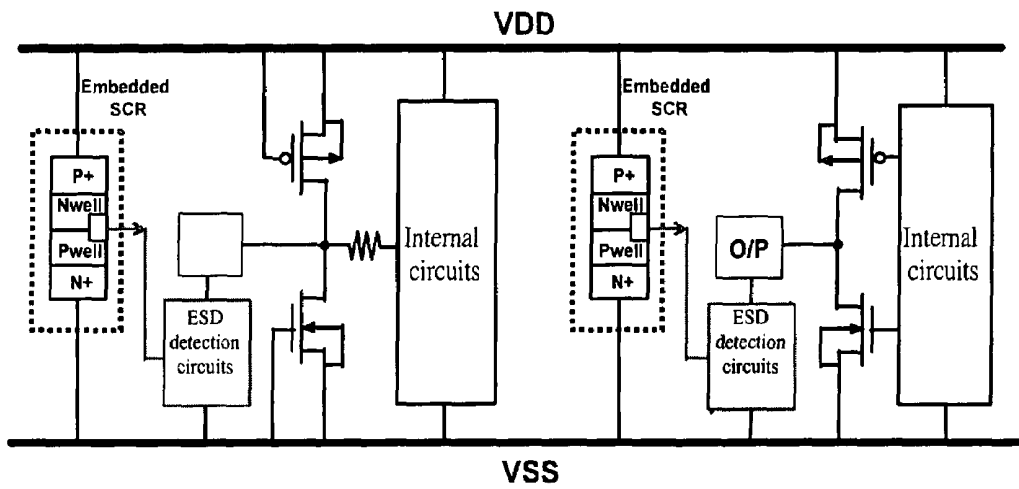 VDD
Embedded
SCR
P+
Nwell
Pwell
N+
ESD
detection
circuits
Internal
circuits
Embedded
SCR
P+
Nwell
Pwell
N+
O/P
ESD
detection
circuits
Internal
circuits
VSS